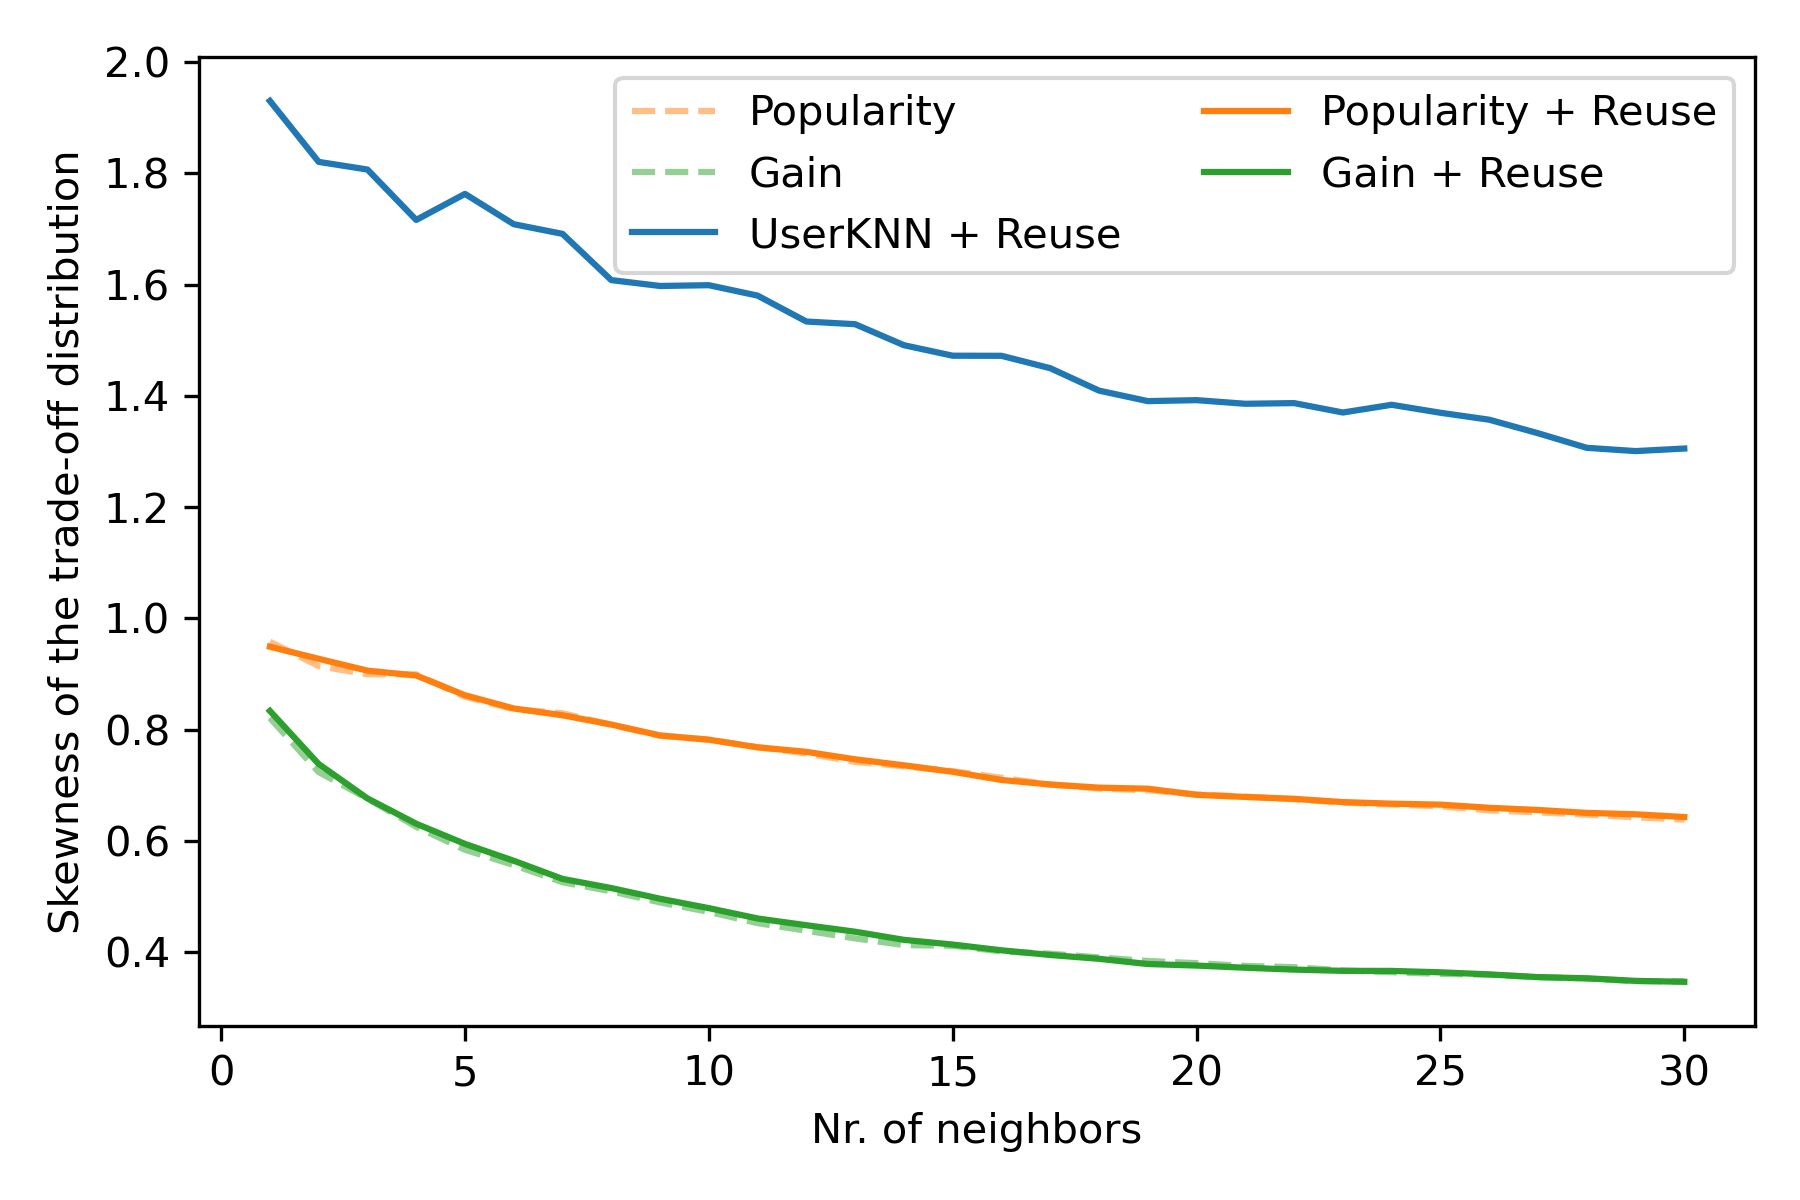 Skewness of the trade-off distribution
2.0
1.8
1.6
1.4
1.2
1.0
0.8
0.6
0.4
Popularity
Gain
UserKNN + Reuse
Popularity + Reuse
Gain + Reuse
0 5 10 15 20 25 30
Nr. of neighbors